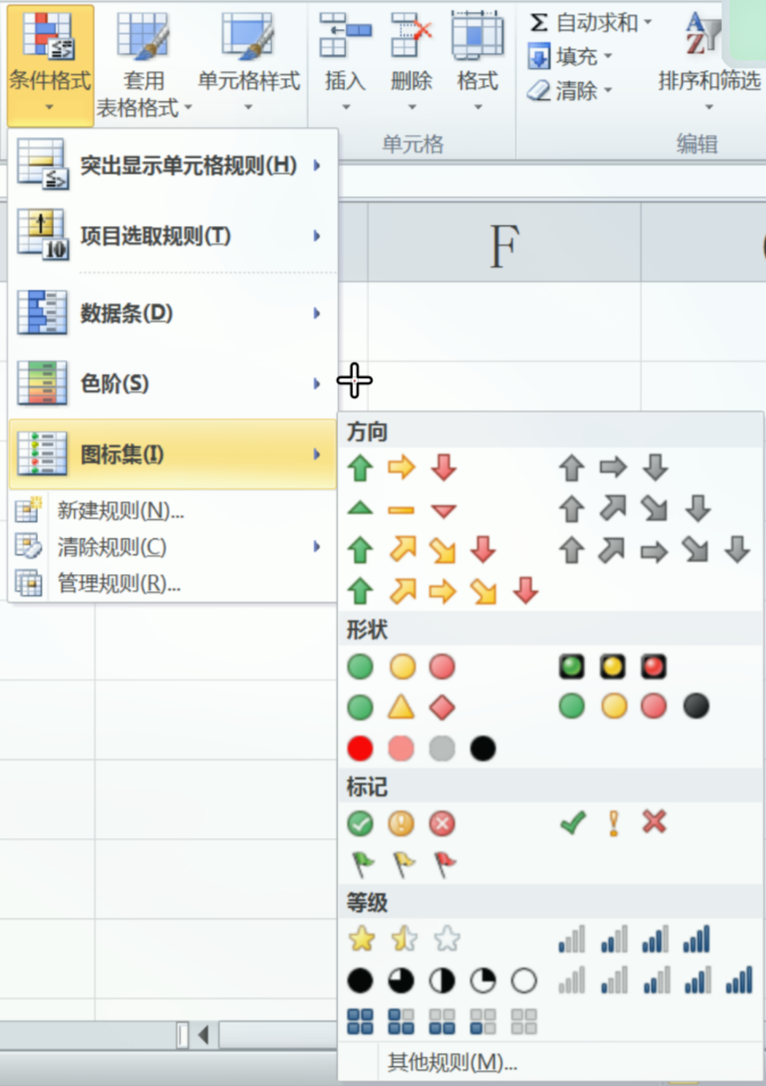 条件格式
套用
表格格式
单元格样式
插入
删除
格式
Σ 自动求和
填充
清除
排序和筛选
单元格
编辑
F
突出显示单元格规则(H)
项目选取规则(T)
数据条(D)
色阶(S)
图标集(I)
新建规则(N)...
清除规则(C)
管理规则(R)...
方向
形状
标记
等级
其他规则(M)...